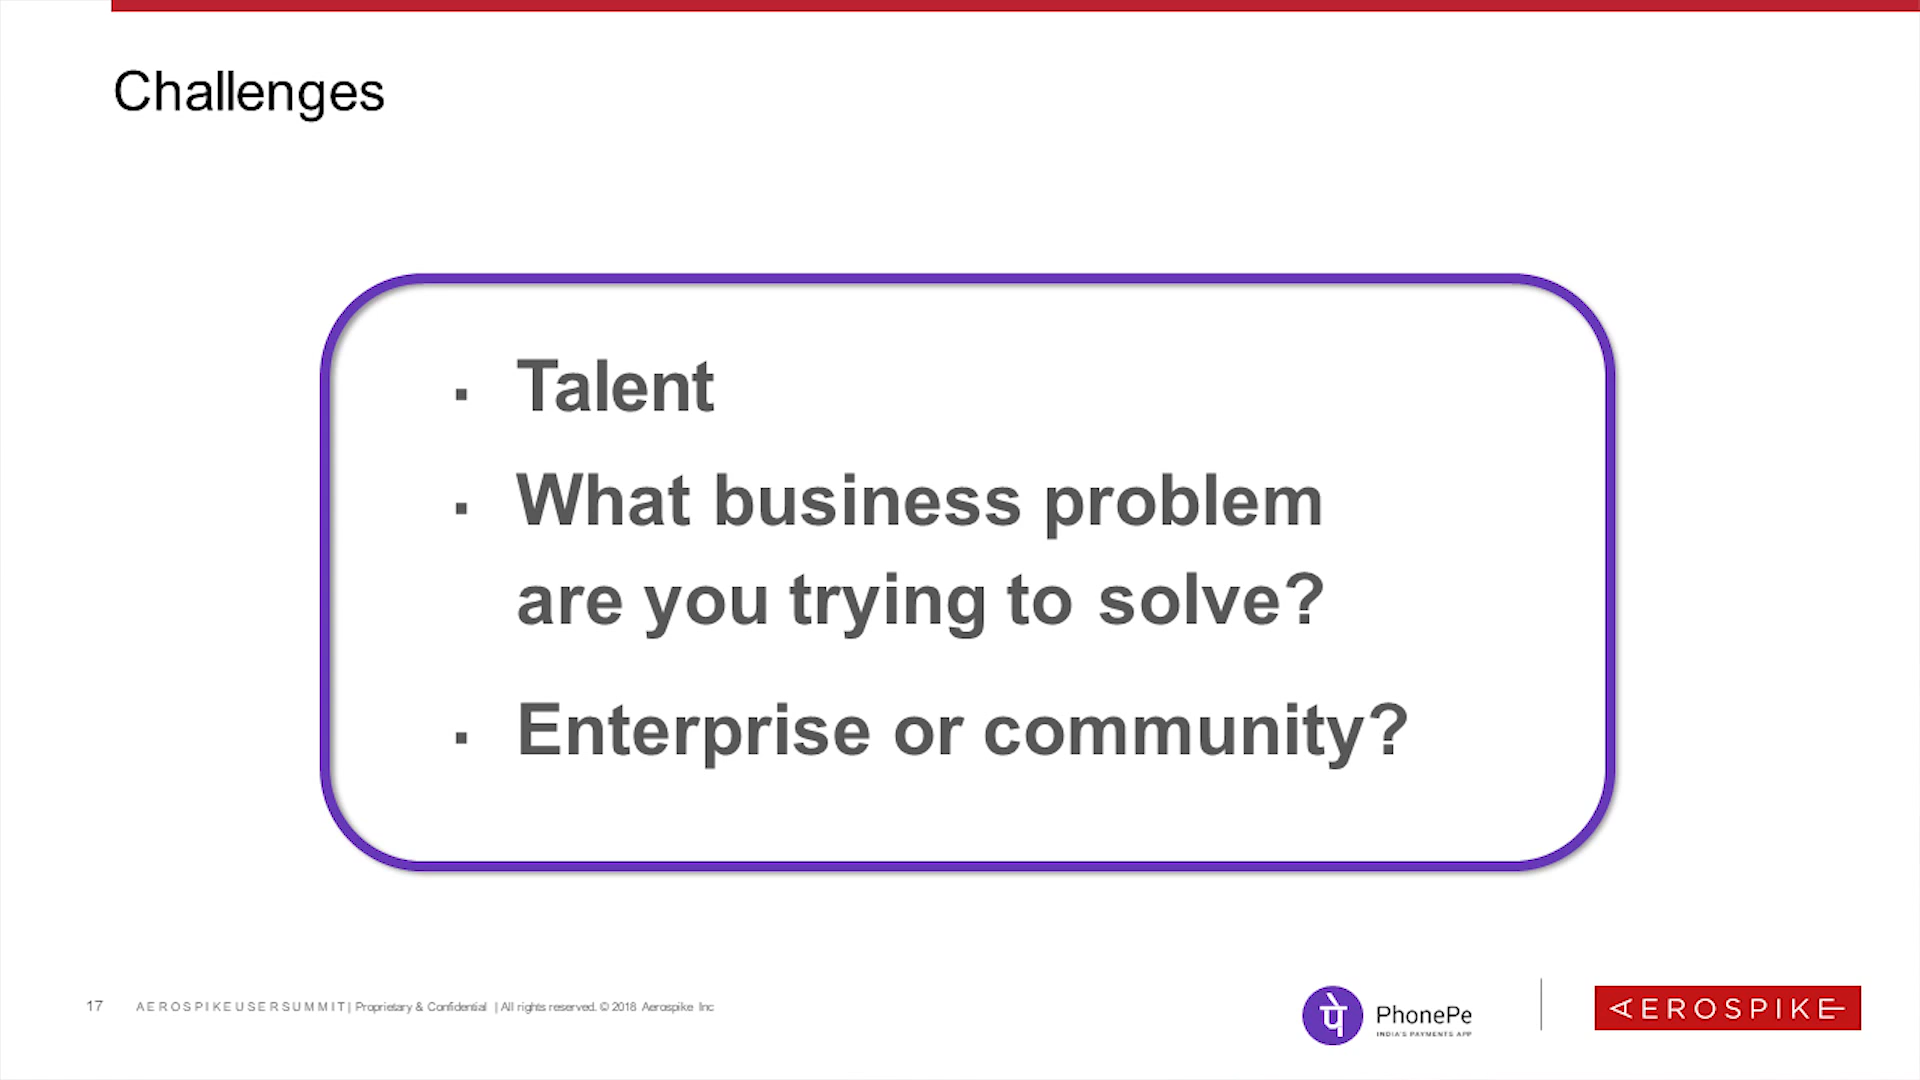 Challenges
▪ Talent
▪ What business problem
are you trying to solve?
▪ Enterprise or community?
17 AEROSPIKE USER SUMMIT | Proprietary & Confidential | All rights reserved. © 2018 Aerospike Inc
पे PhonePe
INDIA'S PAYMENTS APP
AEROSPIKE